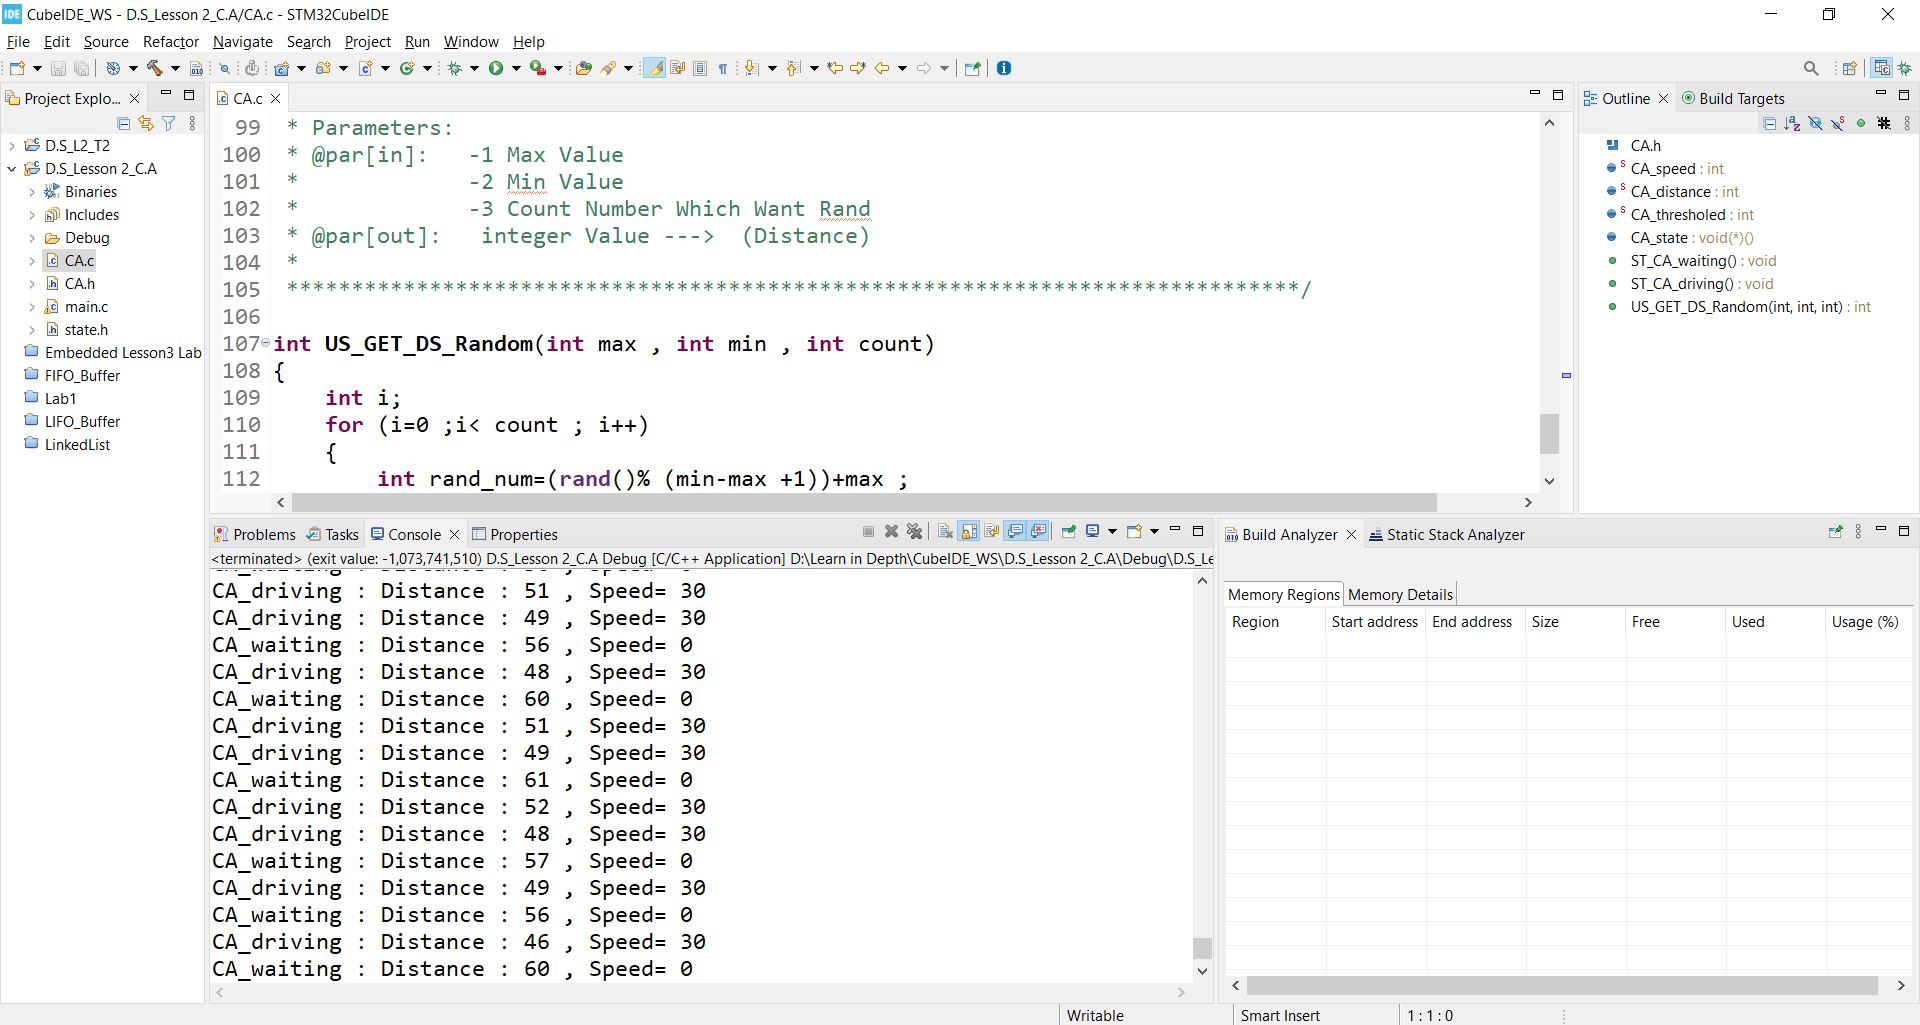 IDE CubeIDE_WS - D.S_Lesson 2_C.A/CA.c - STM32CubeIDE
File Edit Source Refactor Navigate Search Project Run Window Help
Project Explo...
D.S_L2_T2
D.S_Lesson 2_C.A
Binaries
Includes
Debug
CA.c
CA.h
main.c
state.h
Embedded Lesson3 Lab
FIFO_Buffer
Lab1
LIFO_Buffer
LinkedList
CA.c
99 * Parameters:
100 * @par[in]: -1 Max Value
101 * -2 Min Value
102 * -3 Count Number Which Want Rand
103 * @par[out]: integer Value ---> (Distance)
104 *
105 ******************************************************************************/
106
107 int US_GET_DS_Random(int max , int min , int count)
108 {
109 int i;
110 for (i=0 ;i< count ; i++)
111 {
112 int rand_num=(rand()% (min-max +1))+max ;
Outline Build Targets
CA.h
CA_speed : int
CA_distance : int
CA_thresholed : int
CA_state : void(*)()
ST_CA_waiting() : void
ST_CA_driving() : void
US_GET_DS_Random(int, int, int) : int
Problems Tasks Console Properties
<terminated> (exit value: -1,073,741,510) D.S_Lesson 2_C.A Debug [C/C++ Application] D:\Learn in Depth\CubeIDE_WS\D.S_Lesson 2_C.A\Debug\D.S_Le
CA_driving : Distance : 51 , Speed= 30
CA_driving : Distance : 49 , Speed= 30
CA_waiting : Distance : 56 , Speed= 0
CA_driving : Distance : 48 , Speed= 30
CA_waiting : Distance : 60 , Speed= 0
CA_driving : Distance : 51 , Speed= 30
CA_driving : Distance : 49 , Speed= 30
CA_waiting : Distance : 61 , Speed= 0
CA_driving : Distance : 52 , Speed= 30
CA_driving : Distance : 48 , Speed= 30
CA_waiting : Distance : 57 , Speed= 0
CA_driving : Distance : 49 , Speed= 30
CA_waiting : Distance : 56 , Speed= 0
CA_driving : Distance : 46 , Speed= 30
CA_waiting : Distance : 60 , Speed= 0
Build Analyzer Static Stack Analyzer
Memory Regions Memory Details
Region Start address End address Size Free Used Usage (%)
Writable Smart Insert 1 : 1 : 0